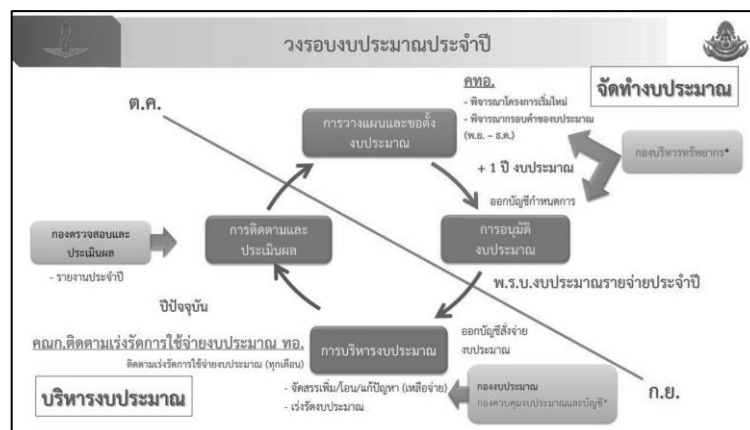 วงรอบงบประมาณประจำปี
จัดทำงบประมาณ
ต.ค.
คทอ.
- พิจารณาโครงการเริ่มใหม่
- พิจารณากรอบคำของบประมาณ
(พ.ย. – ธ.ค.)
การวางแผนและขอตั้ง
งบประมาณ
กองบริหารทรัพยากร*
+ 1 ปี งบประมาณ
ออกบัญชีกำหนดการ
กองตรวจสอบและ
ประเมินผล
- รายงานประจำปี
การติดตามและ
ประเมินผล
การอนุมัติ
งบประมาณ
พ.ร.บ.งบประมาณรายจ่ายประจำปี
ปีปัจจุบัน
คณก.ติดตามเร่งรัดการใช้จ่ายงบประมาณ ทอ.
ติดตามเร่งรัดการใช้จ่ายงบประมาณ (ทุกเดือน)
การบริหารงบประมาณ
ออกบัญชีสั่งจ่าย
งบประมาณ
บริหารงบประมาณ
- จัดสรรเพิ่ม/โอน/แก้ปัญหา (เหลือจ่าย)
- เร่งรัดงบประมาณ
กองงบประมาณ
กองควบคุมงบประมาณและบัญชี*
ก.ย.